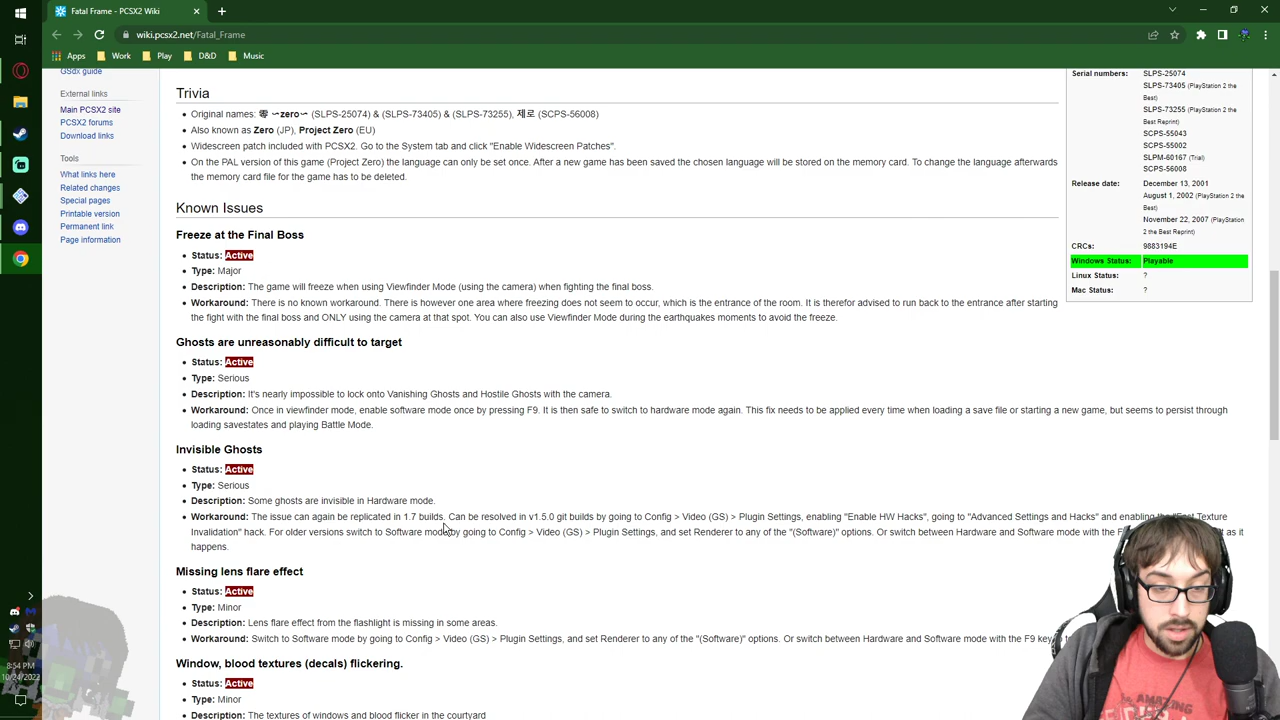 Fatal Frame - PCSX2 Wiki
wiki.pcsx2.net/Fatal_Frame
Apps Work Play D&D Music
GSdx guide
External links
Main PCSX2 site
PCSX2 forums
Download links
Tools
What links here
Related changes
Special pages
Printable version
Permanent link
Page information
Trivia
Original names: 零 ～zero～ (SLPS-25074) & (SLPS-73405) & (SLPS-73255), 제로 (SCPS-56008)
Also known as Zero (JP), Project Zero (EU)
Widescreen patch included with PCSX2. Go to the System tab and click "Enable Widescreen Patches".
On the PAL version of this game (Project Zero) the language can only be set once. After a new game has been saved the chosen language will be stored on the memory card. To change the language afterwards
the memory card file for the game has to be deleted.
Known Issues
Freeze at the Final Boss
Status: Active
Type: Major
Description: The game will freeze when using Viewfinder Mode (using the camera) when fighting the final boss.
Workaround: There is no known workaround. There is however one area where freezing does not seem to occur, which is the entrance of the room. It is therefor advised to run back to the entrance after starting
the fight with the final boss and ONLY using the camera at that spot. You can also use Viewfinder Mode during the earthquakes moments to avoid the freeze.
Ghosts are unreasonably difficult to target
Status: Active
Type: Serious
Description: It's nearly impossible to lock onto Vanishing Ghosts and Hostile Ghosts with the camera.
Workaround: Once in viewfinder mode, enable software mode once by pressing F9. It is then safe to switch to hardware mode again. This fix needs to be applied every time when loading a save file or starting a new game, but seems to persist through
loading savestates and playing Battle Mode.
Invisible Ghosts
Status: Active
Type: Serious
Description: Some ghosts are invisible in Hardware mode.
Workaround: The issue can again be replicated in 1.7 builds. Can be resolved in v1.5.0 git builds by going to Config > Video (GS) > Plugin Settings, enabling "Enable HW Hacks", going to "Advanced Settings and Hacks" and enabling the "Fast Texture
Invalidation" hack. For older versions switch to Software mode by going to Config > Video (GS) > Plugin Settings, and set Renderer to any of the "(Software)" options. Or switch between Hardware and Software mode with the as it
happens.
Missing lens flare effect
Status: Active
Type: Minor
Description: Lens flare effect from the flashlight is missing in some areas.
Workaround: Switch to Software mode by going to Config > Video (GS) > Plugin Settings, and set Renderer to any of the "(Software)" options. Or switch between Hardware and Software mode with the F9 key
Window, blood textures (decals) flickering.
Status: Active
Type: Minor
Description: The textures of windows and blood flicker in the courtyard
Serial numbers: SLPS-25074
SLPS-73405 (PlayStation 2 the
Best)
SLPS-73255 (PlayStation 2 the
Best Reprint)
SCPS-55043
SCPS-55002
SLPM-60167 (Trial)
SCPS-56008
Release date: December 13, 2001
August 1, 2002 (PlayStation 2 the
Best)
November 22, 2007 (PlayStation
2 the Best Reprint)
CRCs: 9883194E
Windows Status: Playable
Linux Status: ?
Mac Status: ?
8:54 PM
10/24/2022
AMAZING